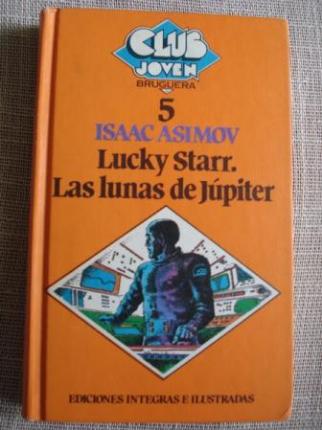 CLUB
JOVEN
BRUGUERA
5
ISAAC ASIMOV
Lucky Starr.
Las lunas de Júpiter
EDICIONES INTEGRAS E ILUSTRADAS